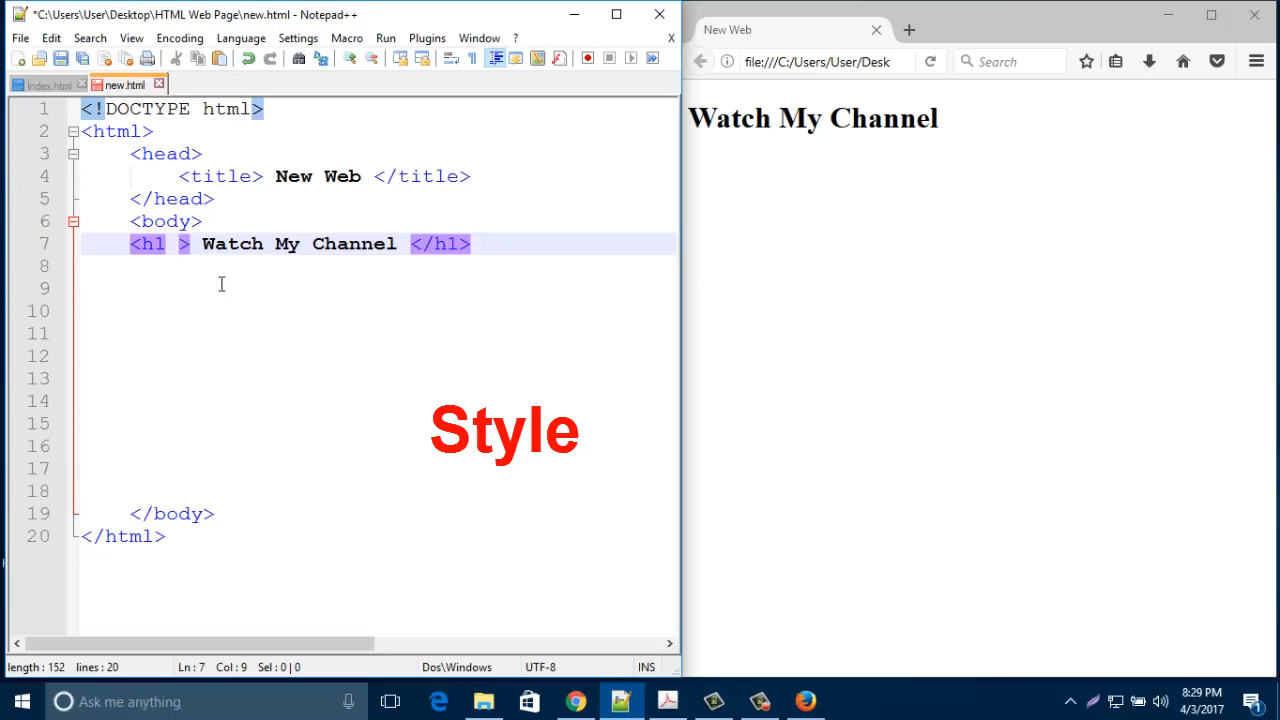 *C:\Users\User\Desktop\HTML Web Page\new.html - Notepad++
File Edit Search View Encoding Language Settings Macro Run Plugins Window ? X
Index.html new.html
1 <!DOCTYPE html>
2 <html>
3 <head>
4 <title> New Web </title>
5 </head>
6 <body>
7 <h1 > Watch My Channel </h1>
8
9
10
11
12
13
14
15
16
17
18
19 </body>
20 </html>
Style
length : 152 lines : 20 Ln : 7 Col : 9 Sel : 0 | 0 Dos\Windows UTF-8 INS
New Web
file:///C:/Users/User/Desk
Search
Watch My Channel
Ask me anything
8:29 PM
4/3/2017
1